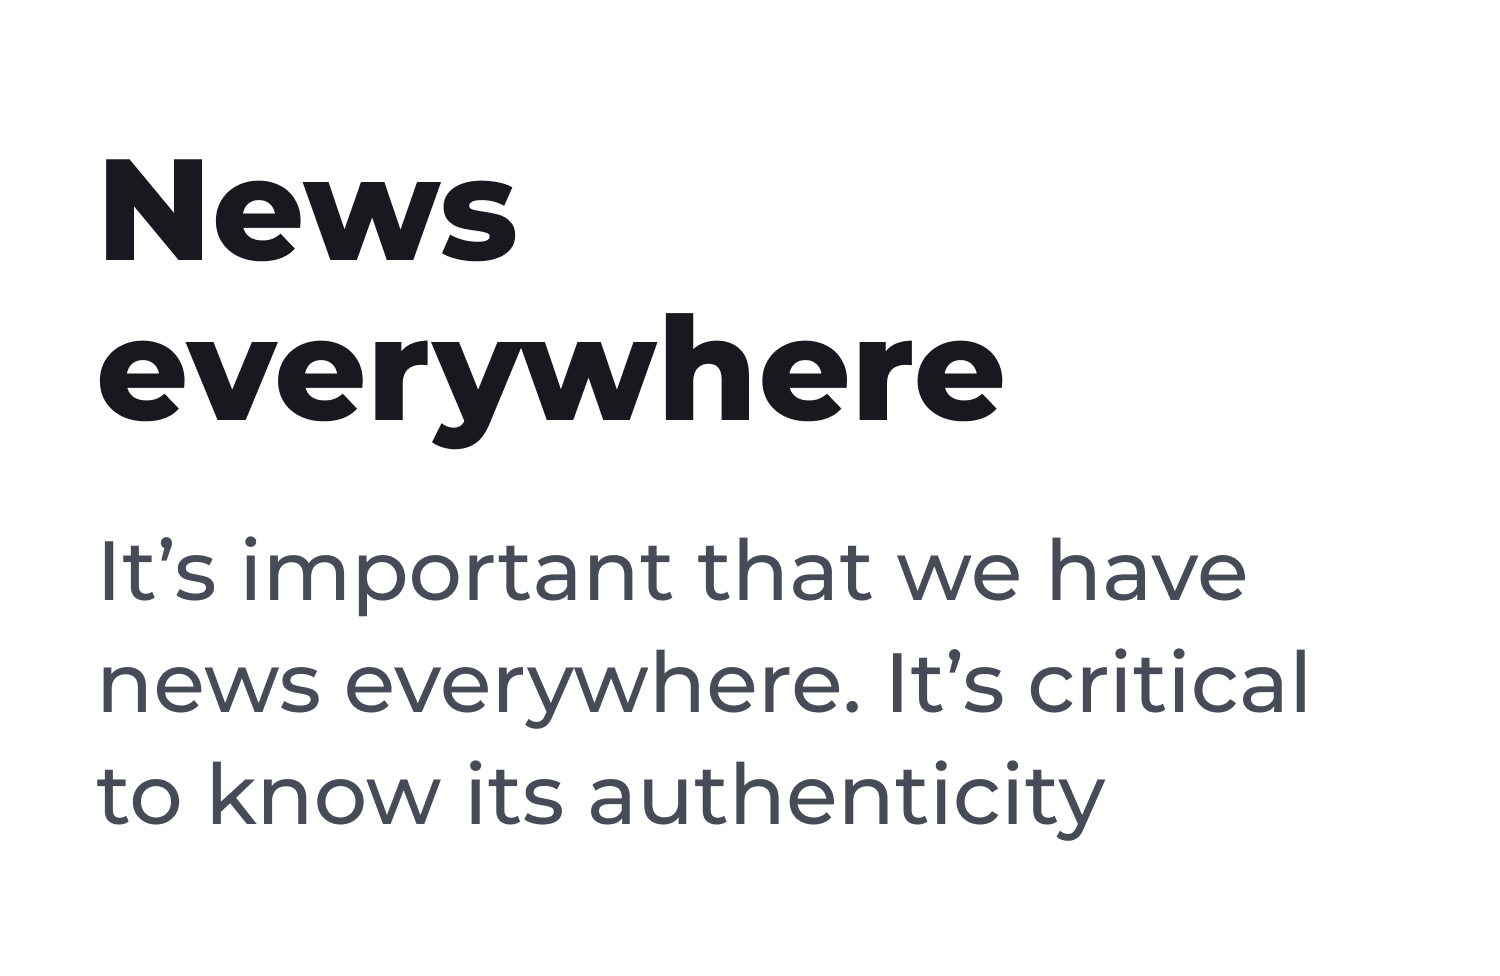 News
everywhere
It’s important that we have
news everywhere. It’s critical
to know its authenticity